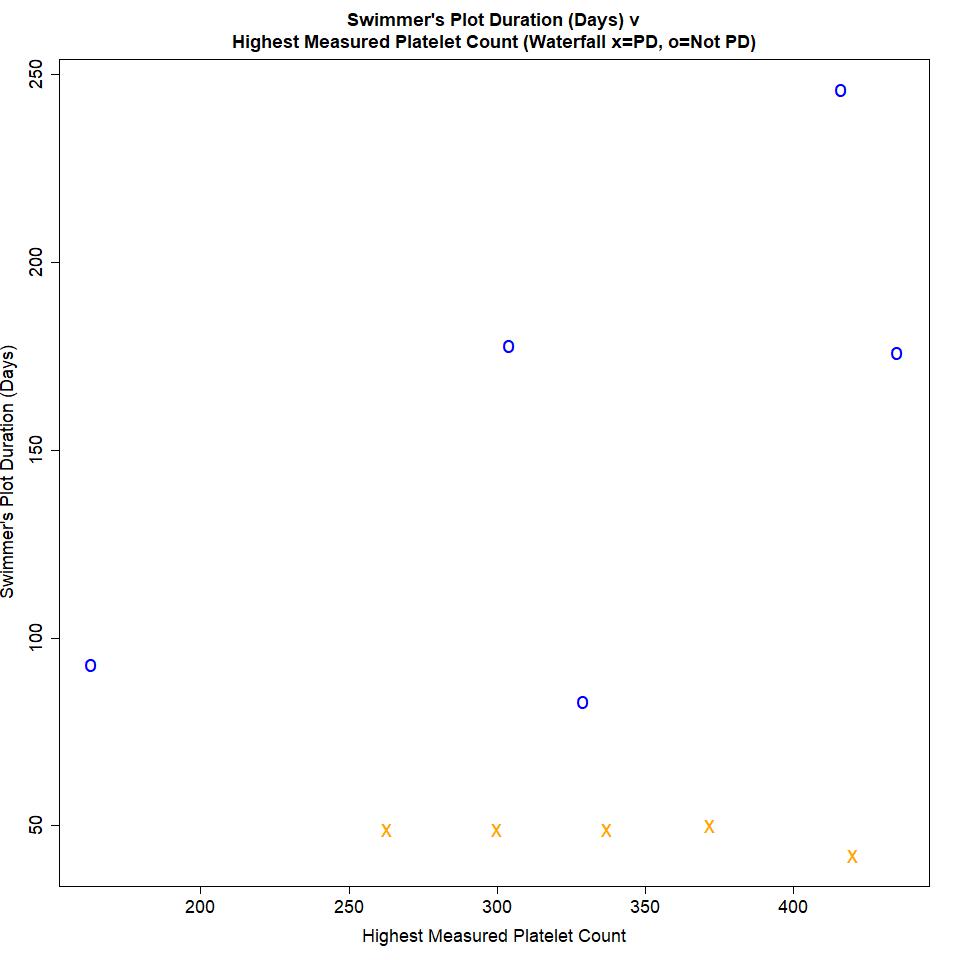 Swimmer's Plot Duration (Days) v
Highest Measured Platelet Count (Waterfall x=PD, o=Not PD)
Swimmer's Plot Duration (Days)
250
200
150
100
50
o
o
o
o
o
x
x
x
x
x
200 250 300 350 400
Highest Measured Platelet Count